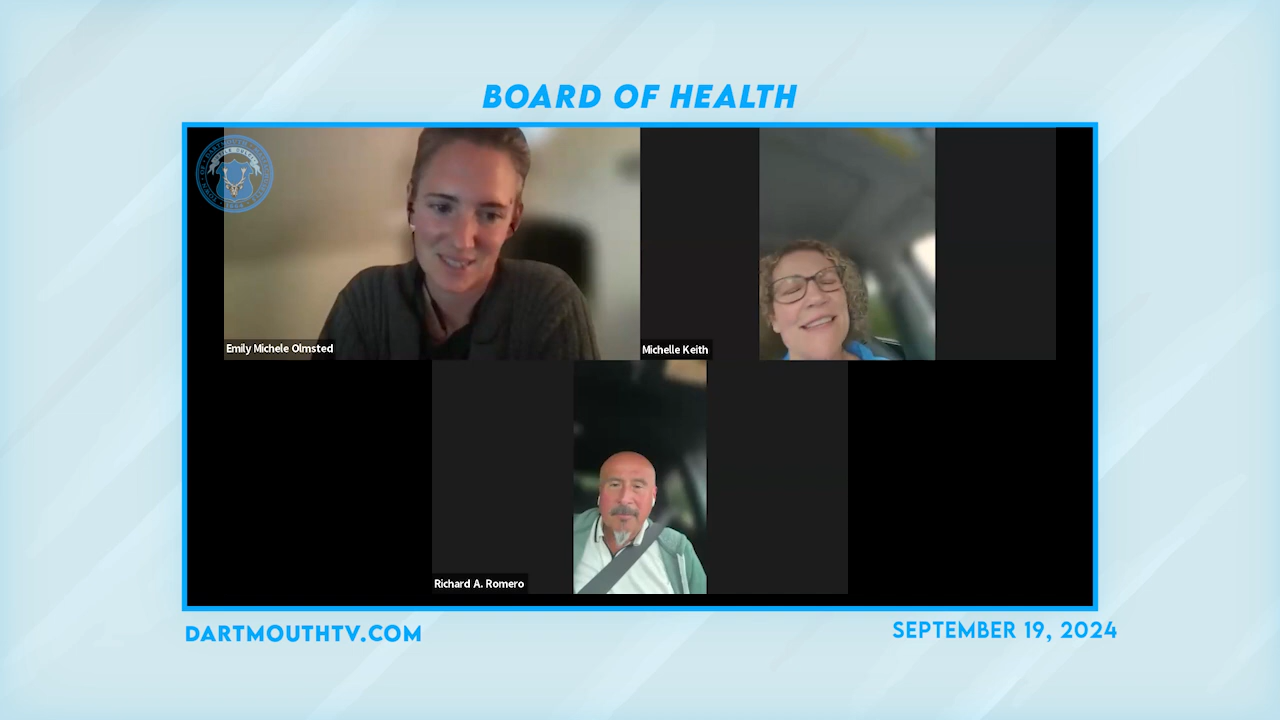 BOARD OF HEALTH
Emily Michele Olmsted
Michelle Keith
Richard A. Romero
DARTMOUTHTV.COM
SEPTEMBER 19, 2024